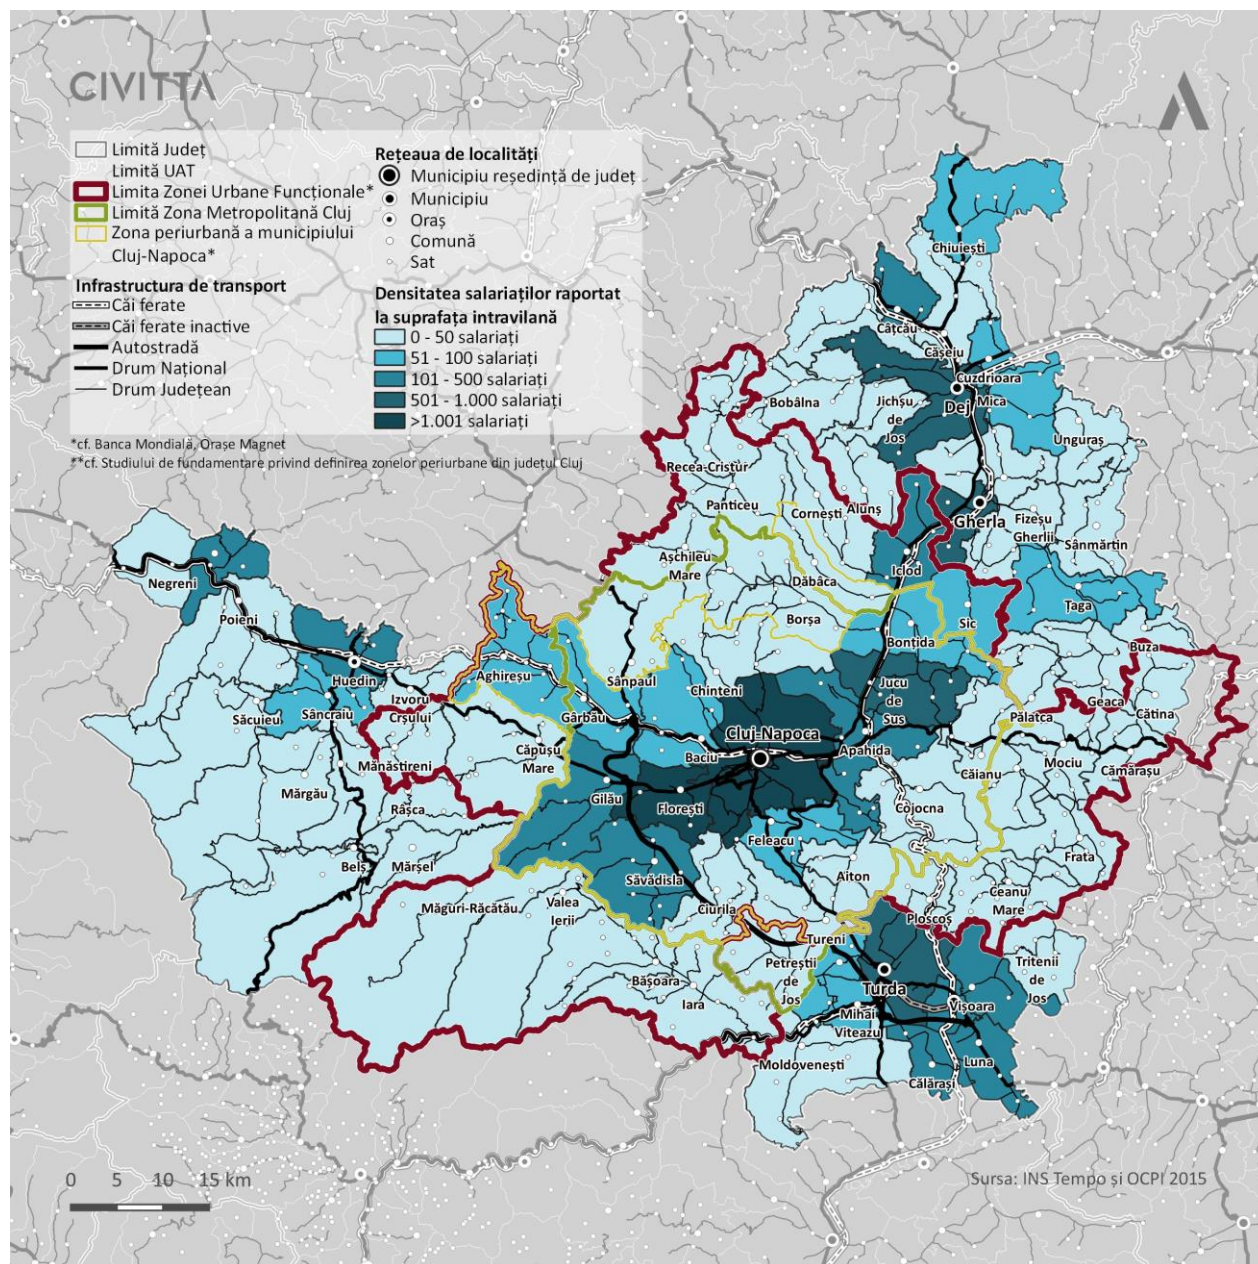 CIVITTA
Limită Județ
Limită UAT
Limita Zonei Urbane Funcționale*
Limită Zona Metropolitană Cluj
Zona periurbană a municipiului
Cluj-Napoca*
Infrastructura de transport
Căi ferate
Căi ferate inactive
Autostradă
Drum Național
Drum Județean
Rețeaua de localități
Municipiu reședință de județ
Municipiu
Oraș
Comună
Sat
Densitatea salariaților raportat
la suprafața intravilană
0 - 50 salariați
51 - 100 salariați
101 - 500 salariați
501 - 1.000 salariați
>1.001 salariați
*cf. Banca Mondială, Orașe Magnet
**cf. Studiului de fundamentare privind definirea zonelor periurbane din județul Cluj
Chiuiești
Câțcău
Cășeiu
Cuzdrioara
Dej
Mica
Bobâlna
Jichșu
de
Jos
Unguraș
Recea-Cristur
Panticeu
Cornești
Alunș
Gherla
Fizeșu
Gherlii
Sânmărtin
Așchileu
Mare
Iclod
Dăbâca
Negreni
Poieni
Borșa
Sic
Țaga
Bonțida
Buza
Huedin
Aghireșu
Sânpaul
Chinteni
Jucu
de
Sus
Izvoru
Crșului
Săcuieu
Sâncraiu
Gârbău
Geaca
Cătina
Pălatca
Cluj-Napoca
Căpușu
Mare
Baciu
Apahida
Mănăstireni
Mociu
Cămărașu
Căianu
Mărgău
Gilău
Florești
Râșca
Cojocna
Feleacu
Belș
Mărșel
Frata
Săvădisla
Aiton
Măguri-Răcătău
Valea
Ierii
Ceanu
Mare
Ciurila
Ploscoș
Tureni
Petreștii
de
Jos
Tritenii
de
Jos
Bășoara
Turda
Iara
Vișoara
Mihai
Viteazu
Moldovenești
Luna
Călărași
0 5 10 15 km
Sursa: INS Tempo și OCPI 2015